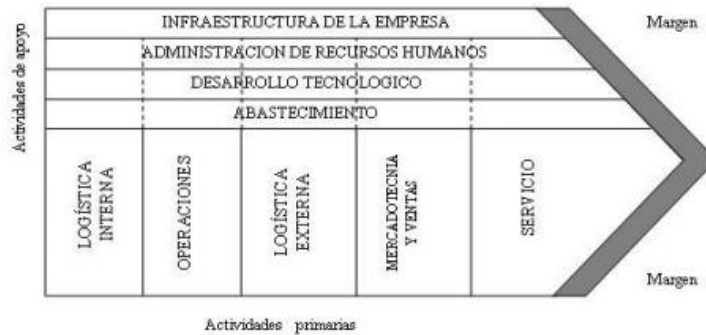 INFRAESTRUCTURA DE LA EMPRESA
Margen
ADMINISTRACION DE RECURSOS HUMANOS
DESARROLLO TECNOLOGICO
ABASTECIMIENTO
Actividades de apoyo
LOGÍSTICA
INTERNA
OPERACIONES
LOGÍSTICA
EXTERNA
MERCADOTECNIA
Y VENTAS
SERVICIO
Margen
Actividades primarias